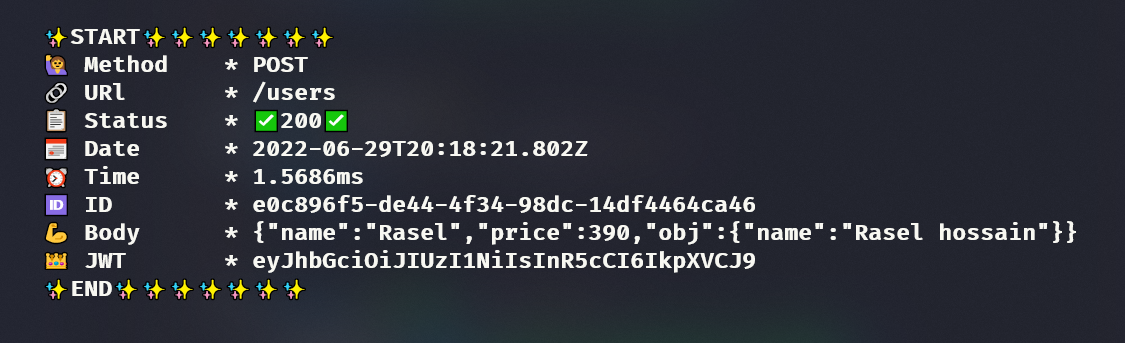 ✨START✨✨✨✨✨✨✨
🙋 Method * POST
🔗 URl * /users
📋 Status * ✅200✅
📅 Date * 2022-06-29T20:18:21.802Z
⏰ Time * 1.5686ms
🆔 ID * e0c896f5-de44-4f34-98dc-14df4464ca46
💪 Body * {"name":"Rasel","price":390,"obj":{"name":"Rasel hossain"}}
👑 JWT * eyJhbGciOiJIUzI1NiIsInR5cCI6IkpXVCJ9
✨END✨✨✨✨✨✨✨